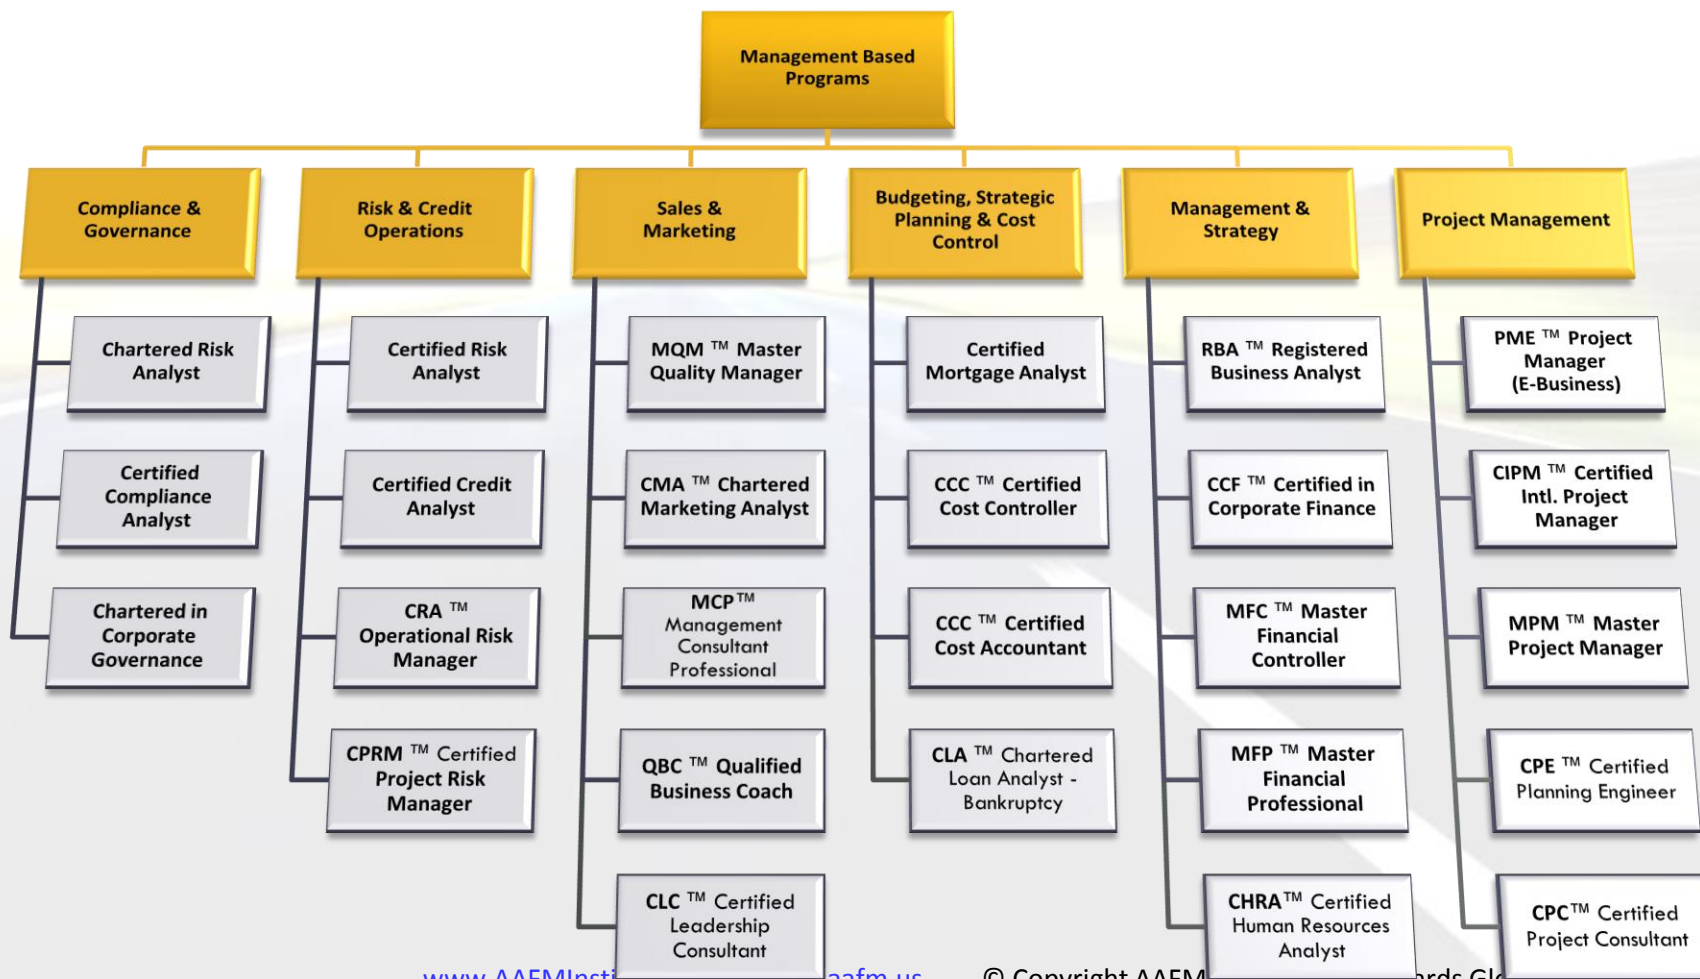 Management Based
Programs
Compliance &
Governance
Chartered Risk
Analyst
Certified
Compliance
Analyst
Chartered in
Corporate
Governance
Risk & Credit
Operations
Certified Risk
Analyst
Certified Credit
Analyst
CRA ™
Operational Risk
Manager
CPRM ™ Certified
Project Risk
Manager
Sales &
Marketing
MQM ™ Master
Quality Manager
CMA ™ Chartered
Marketing Analyst
MCP™
Management
Consultant
Professional
QBC ™ Qualified
Business Coach
CLC ™ Certified
Leadership
Consultant
Budgeting, Strategic
Planning & Cost
Control
Certified
Mortgage Analyst
CCC ™ Certified
Cost Controller
CCC ™ Certified
Cost Accountant
CLA ™ Chartered
Loan Analyst -
Bankruptcy
Management &
Strategy
RBA ™ Registered
Business Analyst
CCF ™ Certified in
Corporate Finance
MFC ™ Master
Financial
Controller
MFP ™ Master
Financial
Professional
CHRA™ Certified
Human Resources
Analyst
Project Management
PME ™ Project
Manager
(E-Business)
CIPM ™ Certified
Intl. Project
Manager
MPM ™ Master
Project Manager
CPE ™ Certified
Planning Engineer
CPC™ Certified
Project Consultant
© Copyright